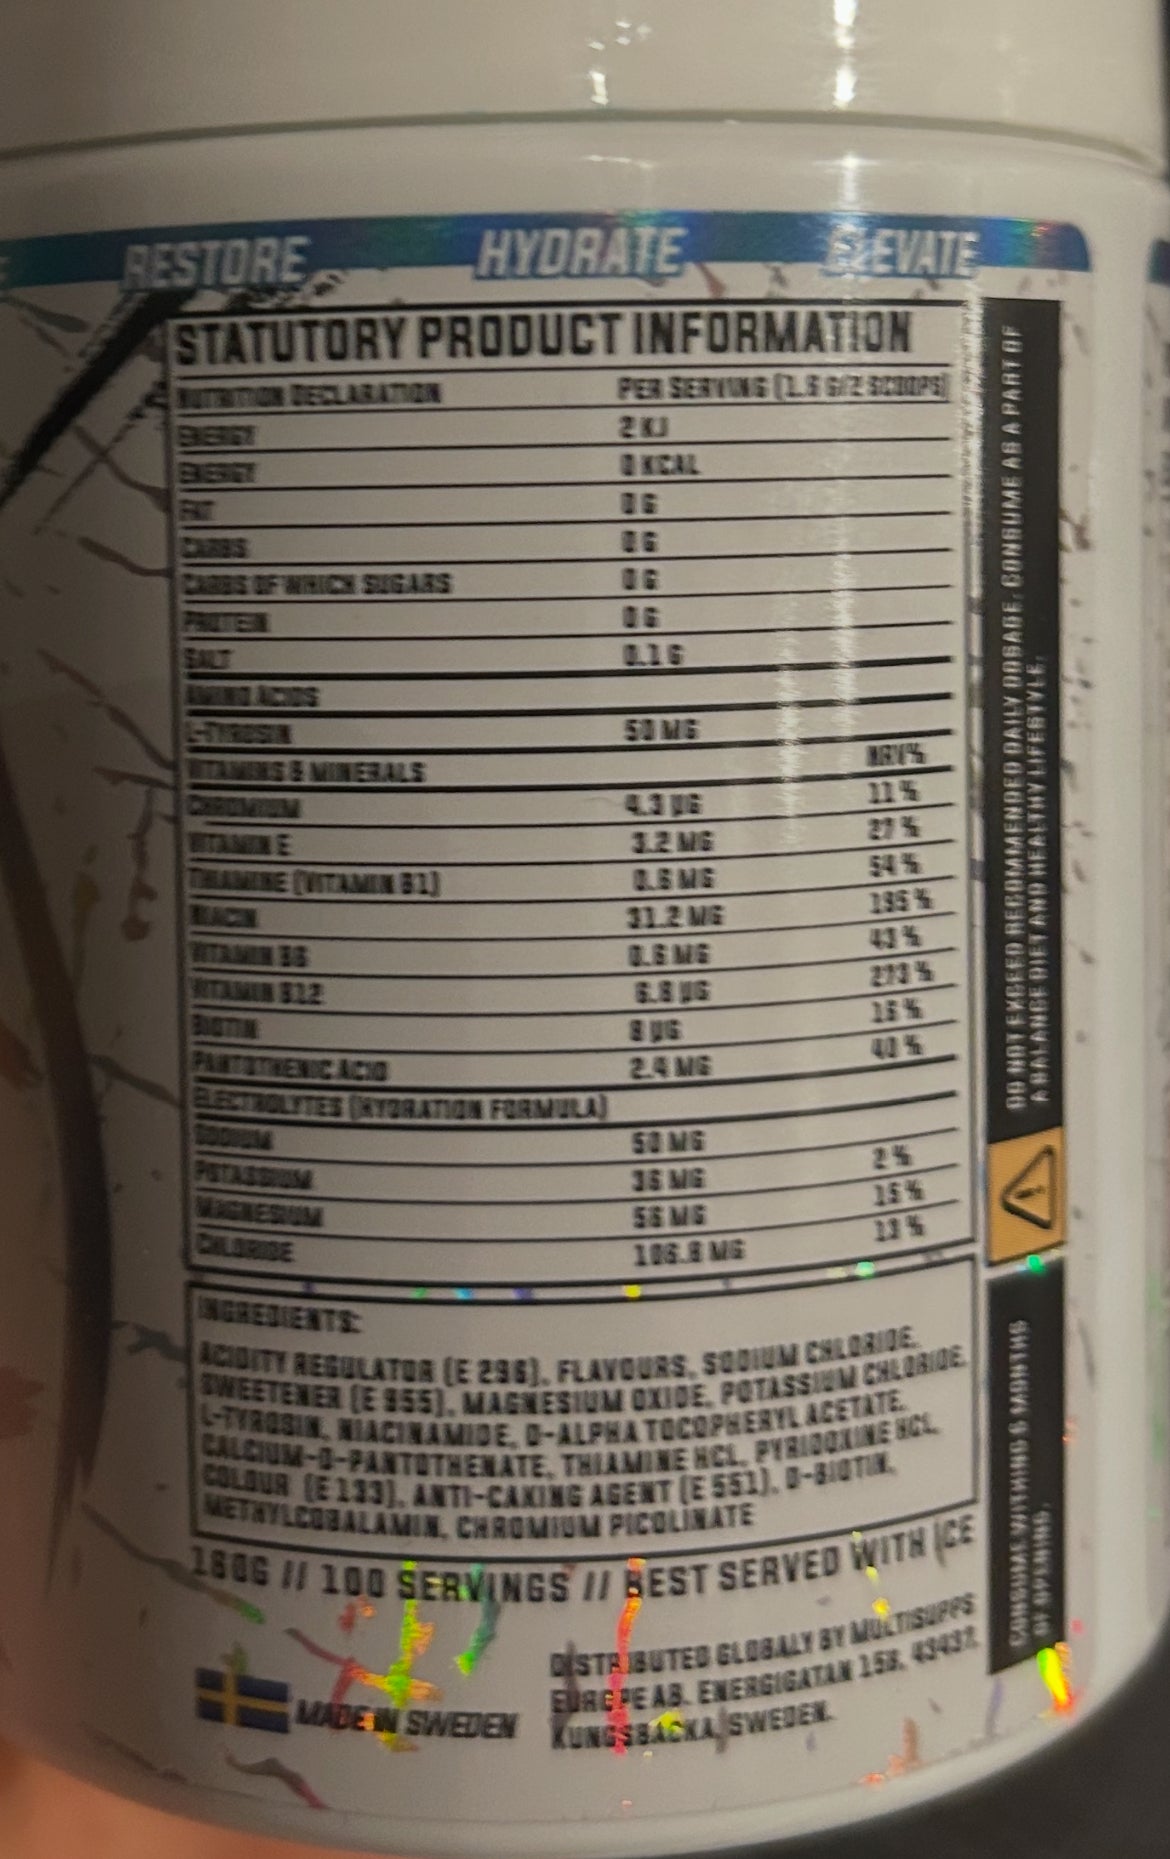 RESTORE HYDRATE ELEVATE
STATUTORY PRODUCT INFORMATION
NUTRITION DECLARATION PER SERVING (1.6 G/2 SCOOPS)
ENERGY 2 KJ
ENERGY 0 KCAL
FAT 0 G
CARBS 0 G
CARBS OF WHICH SUGARS 0 G
PROTEIN 0 G
SALT 0.1 G
AMINO ACIDS
L-TYROSIN 50 MG
VITAMINS & MINERALS NRV%
CHROMIUM 4.3 µG 11 %
VITAMIN E 3.2 MG 27 %
THIAMINE (VITAMIN B1) 0.6 MG 54 %
NIACIN 31.2 MG 195 %
VITAMIN B6 0.6 MG 43 %
VITAMIN B12 6.8 µG 273 %
BIOTIN 8 µG 16 %
PANTOTHENIC ACID 2.4 MG 40 %
ELECTROLYTES (HYDRATION FORMULA)
SODIUM 50 MG
POTASSIUM 36 MG 2 %
MAGNESIUM 56 MG 15 %
CHLORIDE 106.8 MG 13 %
INGREDIENTS:
ACIDITY REGULATOR (E 296), FLAVOURS, SODIUM CHLORIDE,
SWEETENER (E 955), MAGNESIUM OXIDE, POTASSIUM CHLORIDE,
L-TYROSIN, NIACINAMIDE, D-ALPHA TOCOPHERYL ACETATE,
CALCIUM-D-PANTOTHENATE, THIAMINE HCL, PYRIDOXINE HCL,
COLOUR (E 133), ANTI-CAKING AGENT (E 551), D-BIOTIN,
METHYLCOBALAMIN, CHROMIUM PICOLINATE
160G // 100 SERVINGS // BEST SERVED WITH ICE
MADE IN SWEDEN
DISTRIBUTED GLOBALY BY MULTISUPPS
EUROPE AB. ENERGIGATAN 15B, 43437,
KUNGSBACKA, SWEDEN.
DO NOT EXCEED RECOMMENDED DAILY DOSAGE. CONSUME AS A PART OF
A BALANCE DIET AND HEALTHY LIFESTYLE.
CONSUME WITHIN 6 MONTHS
OF OPENING.